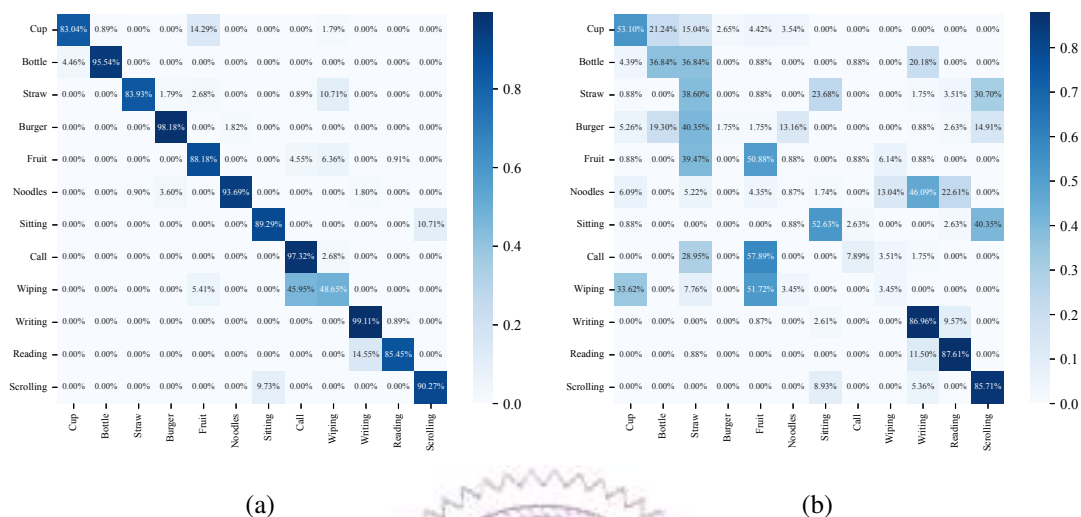 Cup 83.04% 0.89% 0.00% 0.00% 14.29% 0.00% 0.00% 0.00% 1.79% 0.00% 0.00% 0.00%
Bottle 4.46% 95.54% 0.00% 0.00% 0.00% 0.00% 0.00% 0.00% 0.00% 0.00% 0.00% 0.00%
Straw 0.00% 0.00% 83.93% 1.79% 2.68% 0.00% 0.00% 0.89% 10.71% 0.00% 0.00% 0.00%
Burger 0.00% 0.00% 0.00% 98.18% 0.00% 1.82% 0.00% 0.00% 0.00% 0.00% 0.00% 0.00%
Fruit 0.00% 0.00% 0.00% 0.00% 88.18% 0.00% 0.00% 4.55% 6.36% 0.00% 0.91% 0.00%
Noodles 0.00% 0.00% 0.90% 3.60% 0.00% 93.69% 0.00% 0.00% 0.00% 1.80% 0.00% 0.00%
Sitting 0.00% 0.00% 0.00% 0.00% 0.00% 0.00% 89.29% 0.00% 0.00% 0.00% 0.00% 10.71%
Call 0.00% 0.00% 0.00% 0.00% 0.00% 0.00% 0.00% 97.32% 2.68% 0.00% 0.00% 0.00%
Wiping 0.00% 0.00% 0.00% 0.00% 5.41% 0.00% 0.00% 45.95% 48.65% 0.00% 0.00% 0.00%
Writing 0.00% 0.00% 0.00% 0.00% 0.00% 0.00% 0.00% 0.00% 0.00% 99.11% 0.89% 0.00%
Reading 0.00% 0.00% 0.00% 0.00% 0.00% 0.00% 0.00% 0.00% 0.00% 14.55% 85.45% 0.00%
Scrolling 0.00% 0.00% 0.00% 0.00% 0.00% 0.00% 9.73% 0.00% 0.00% 0.00% 0.00% 90.27%
Cup Bottle Straw Burger Fruit Noodles Sitting Call Wiping Writing Reading Scrolling
0.8
0.6
0.4
0.2
0.0
(a)
Cup 53.10% 21.24% 15.04% 2.65% 4.42% 3.54% 0.00% 0.00% 0.00% 0.00% 0.00% 0.00%
Bottle 4.39% 36.84% 36.84% 0.00% 0.88% 0.00% 0.00% 0.88% 0.00% 20.18% 0.00% 0.00%
Straw 0.88% 0.00% 38.60% 0.00% 0.88% 0.00% 23.68% 0.00% 0.00% 1.75% 3.51% 30.70%
Burger 5.26% 19.30% 40.35% 1.75% 1.75% 13.16% 0.00% 0.00% 0.00% 0.88% 2.63% 14.91%
Fruit 0.88% 0.00% 39.47% 0.00% 50.88% 0.88% 0.00% 0.88% 6.14% 0.88% 0.00% 0.00%
Noodles 6.09% 0.00% 5.22% 0.00% 4.35% 0.87% 1.74% 0.00% 13.04% 46.09% 22.61% 0.00%
Sitting 0.88% 0.00% 0.00% 0.00% 0.00% 0.88% 52.63% 2.63% 0.00% 0.00% 2.63% 40.35%
Call 0.00% 0.00% 28.95% 0.00% 57.89% 0.00% 0.00% 7.89% 3.51% 1.75% 0.00% 0.00%
Wiping 33.62% 0.00% 7.76% 0.00% 51.72% 3.45% 0.00% 0.00% 3.45% 0.00% 0.00% 0.00%
Writing 0.00% 0.00% 0.00% 0.00% 0.87% 0.00% 2.61% 0.00% 0.00% 86.96% 9.57% 0.00%
Reading 0.00% 0.00% 0.88% 0.00% 0.00% 0.00% 0.00% 0.00% 0.00% 11.50% 87.61% 0.00%
Scrolling 0.00% 0.00% 0.00% 0.00% 0.00% 0.00% 8.93% 0.00% 0.00% 5.36% 0.00% 85.71%
Cup Bottle Straw Burger Fruit Noodles Sitting Call Wiping Writing Reading Scrolling
0.8
0.7
0.6
0.5
0.4
0.3
0.2
0.1
0.0
(b)